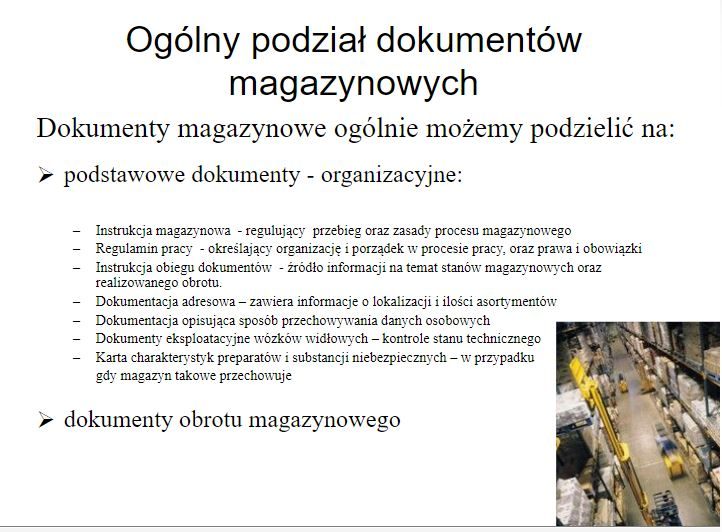 Ogólny podział dokumentów
magazynowych
Dokumenty magazynowe ogólnie możemy podzielić na:
➢ podstawowe dokumenty - organizacyjne:
– Instrukcja magazynowa - regulujący przebieg oraz zasady procesu magazynowego
– Regulamin pracy - określający organizację i porządek w procesie pracy, oraz prawa i obowiązki
– Instrukcja obiegu dokumentów - źródło informacji na temat stanów magazynowych oraz
realizowanego obrotu.
– Dokumentacja adresowa – zawiera informacje o lokalizacji i ilości asortymentów
– Dokumentacja opisująca sposób przechowywania danych osobowych
– Dokumenty eksploatacyjne wózków widłowych – kontrole stanu technicznego
– Karta charakterystyk preparatów i substancji niebezpiecznych – w przypadku
gdy magazyn takowe przechowuje
➢ dokumenty obrotu magazynowego